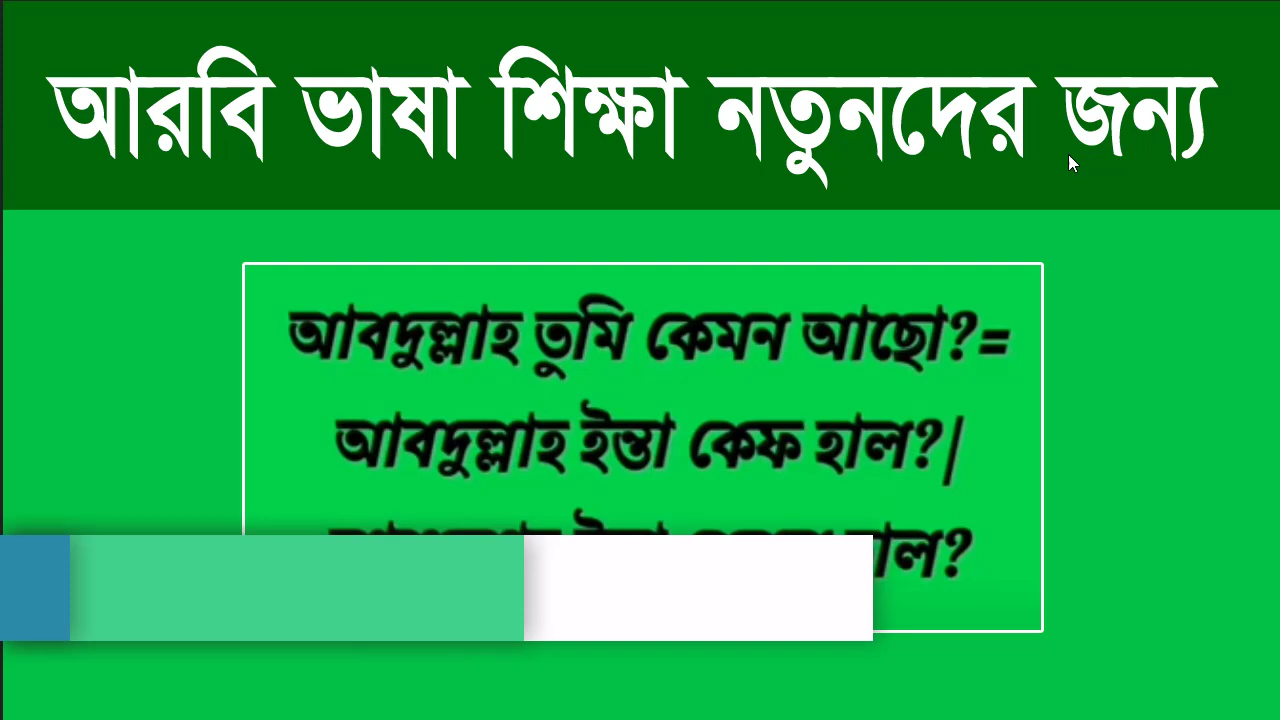 আরবি ভাষা শিক্ষা নতুনদের জন্য
আবদুল্লাহ তুমি কেমন আছো?=
আবদুল্লাহ ইন্তা কেফ হাল?|
হাল?